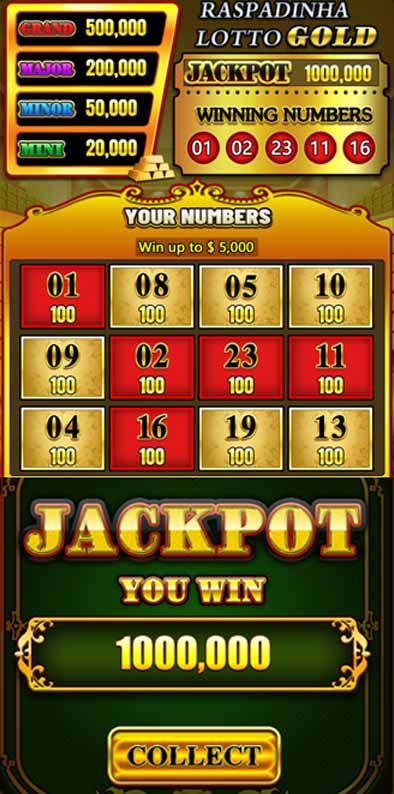 GRAND 500,000
MAJOR 200,000
MINOR 50,000
MINI 20,000
RASPADINHA
LOTTO GOLD
JACKPOT 1000,000
WINNING NUMBERS
01 02 23 11 16
YOUR NUMBERS
Win up to $ 5,000
01 08 05 10
100 100 100 100
09 02 23 11
100 100 100 100
04 16 19 13
100 100 100 100
JACKPOT
YOU WIN
1000,000
COLLECT